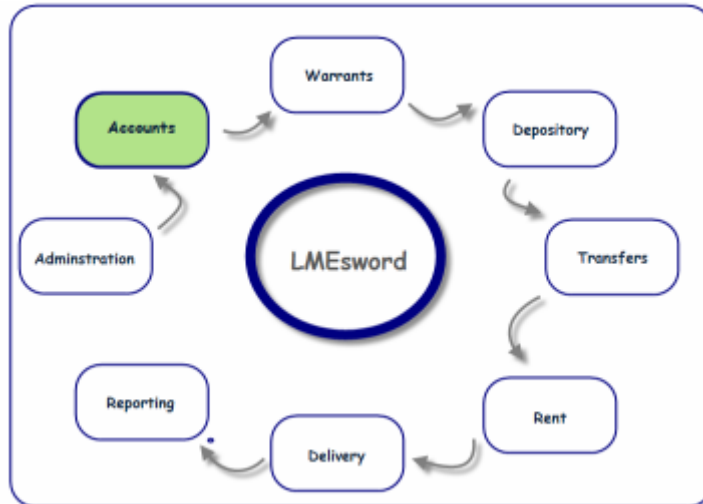 Warrants
Accounts
Depository
Adminstration
LMEsword
Transfers
Reporting
Rent
Delivery